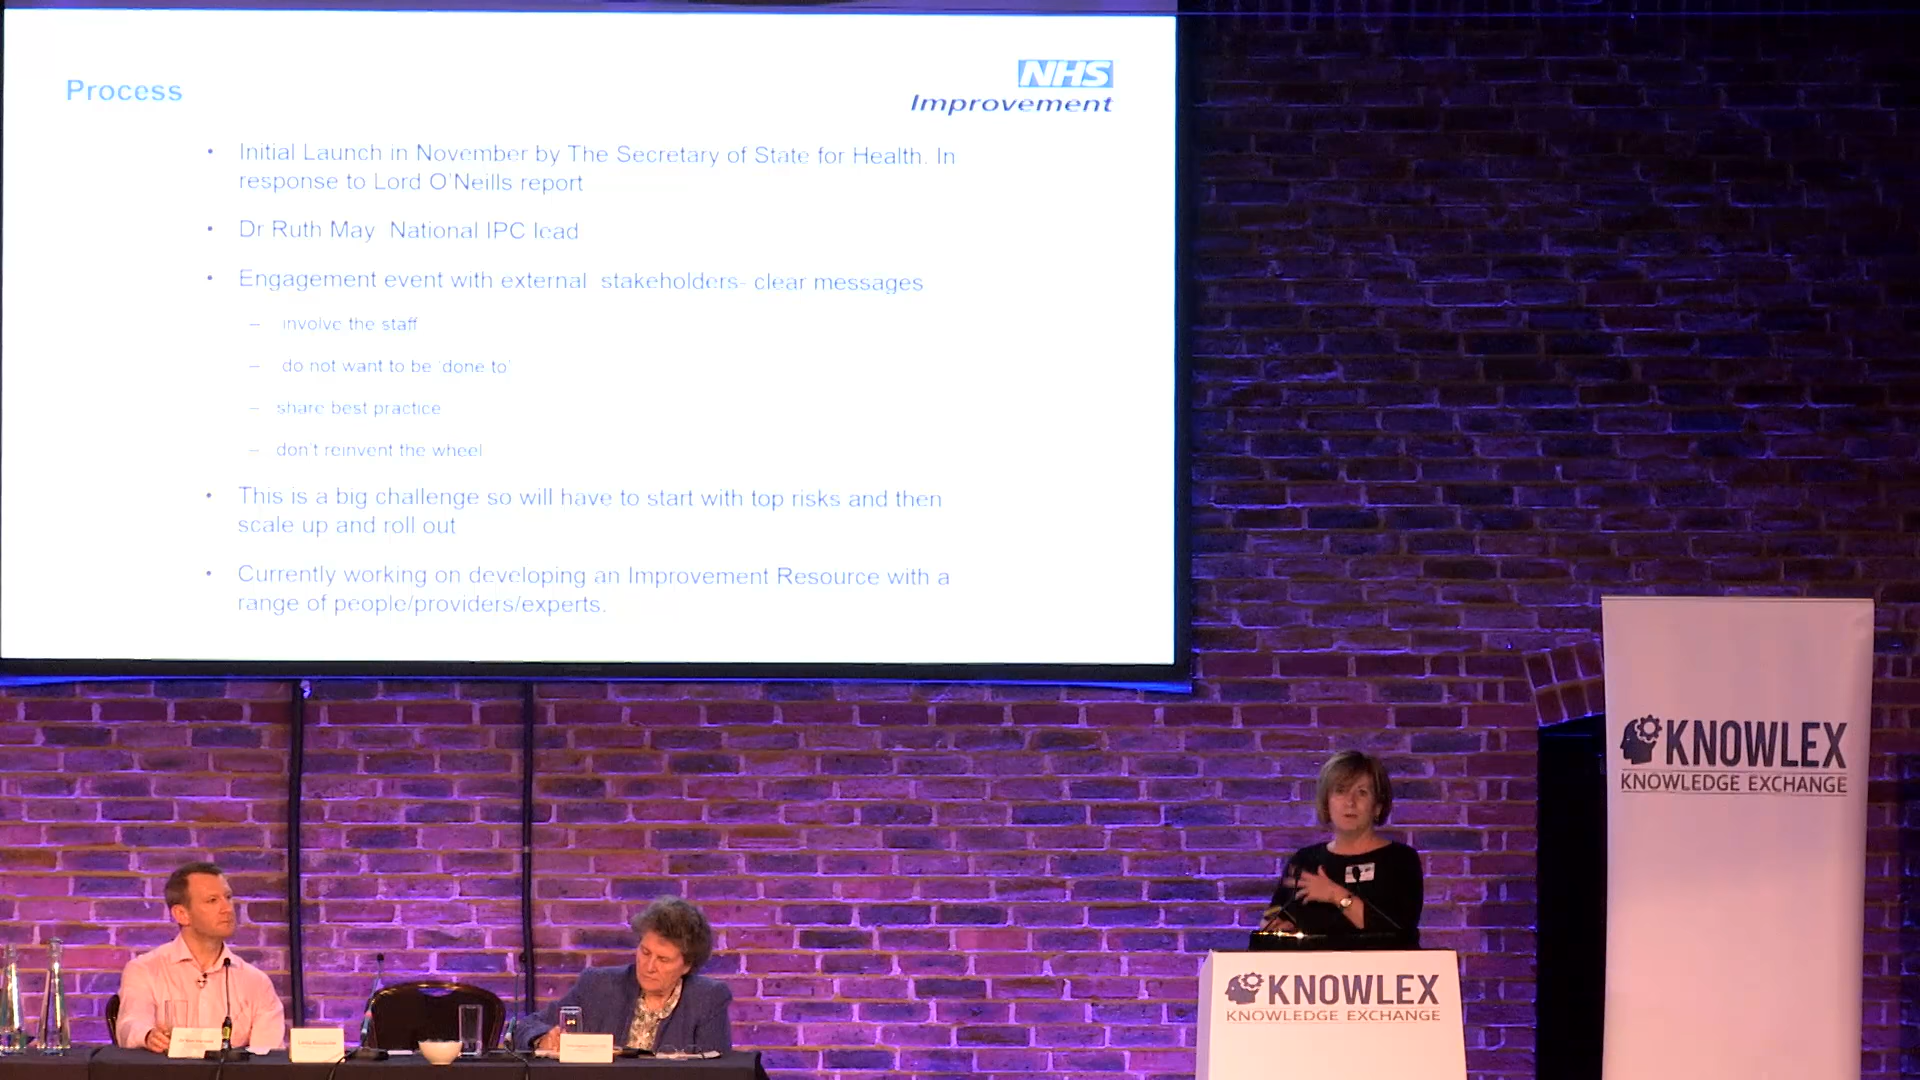 Process
NHS
Improvement
• Initial Launch in November by The Secretary of State for Health. In
response to Lord O'Neills report
• Dr Ruth May National IPC lead
• Engagement event with external stakeholders- clear messages
– involve the staff
– do not want to be 'done to'
– share best practice
– don't reinvent the wheel
• This is a big challenge so will have to start with top risks and then
scale up and roll out
• Currently working on developing an Improvement Resource with a
range of people/providers/experts.
KNOWLEX
KNOWLEDGE EXCHANGE
KNOWLEX
KNOWLEDGE EXCHANGE